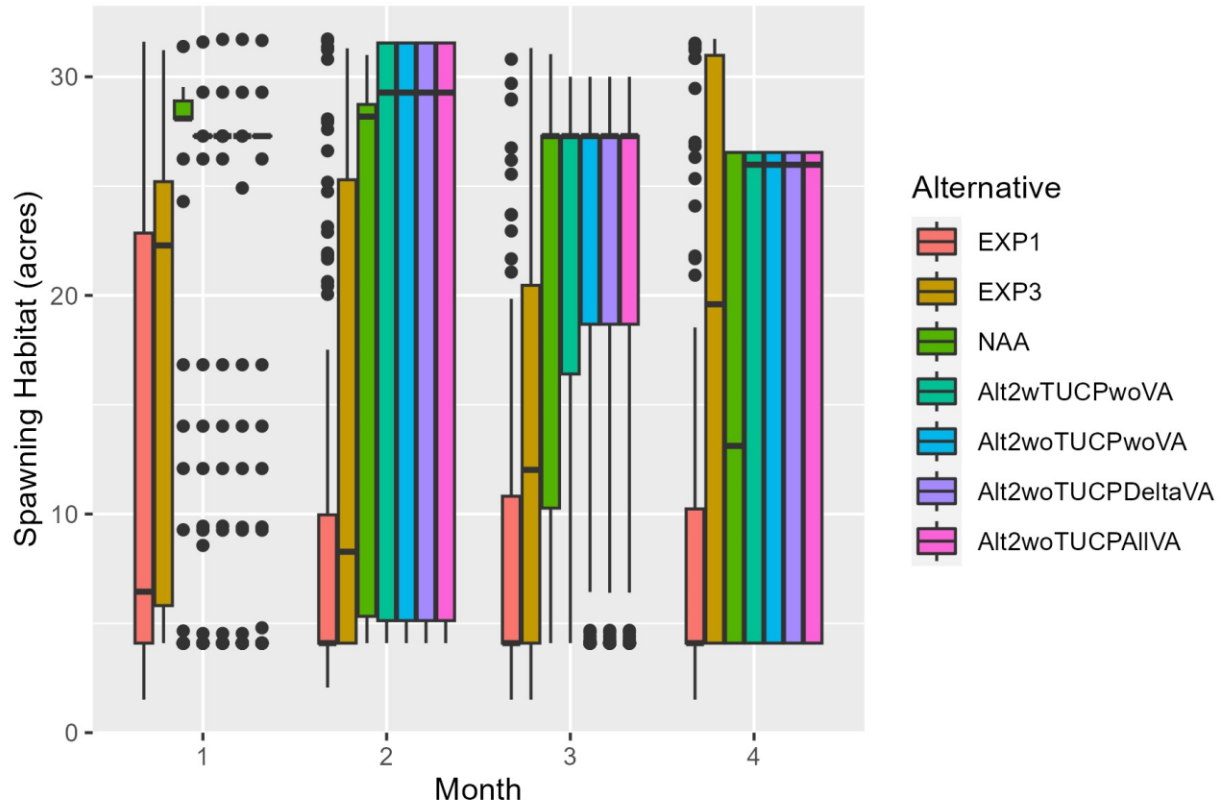 Spawning Habitat (acres)
30
20
10
0
1
2
3
4
Month
Alternative
EXP1
EXP3
NAA
Alt2wTUCPwoVA
Alt2woTUCPwoVA
Alt2woTUCPDeltaVA
Alt2woTUCPAllVA